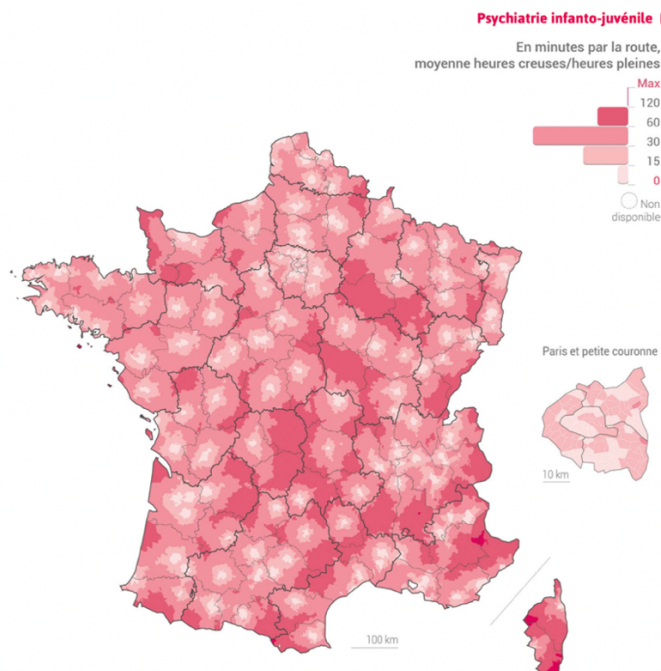 Psychiatrie infanto-juvénile
En minutes par la route,
moyenne heures creuses/heures pleines
Max
120
60
30
15
0
Non
disponible
Paris et petite couronne
10 km
100 km